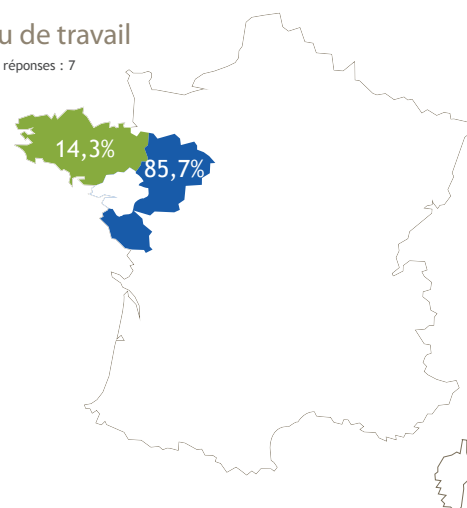 u de travail
réponses : 7
14,3%
85,7%